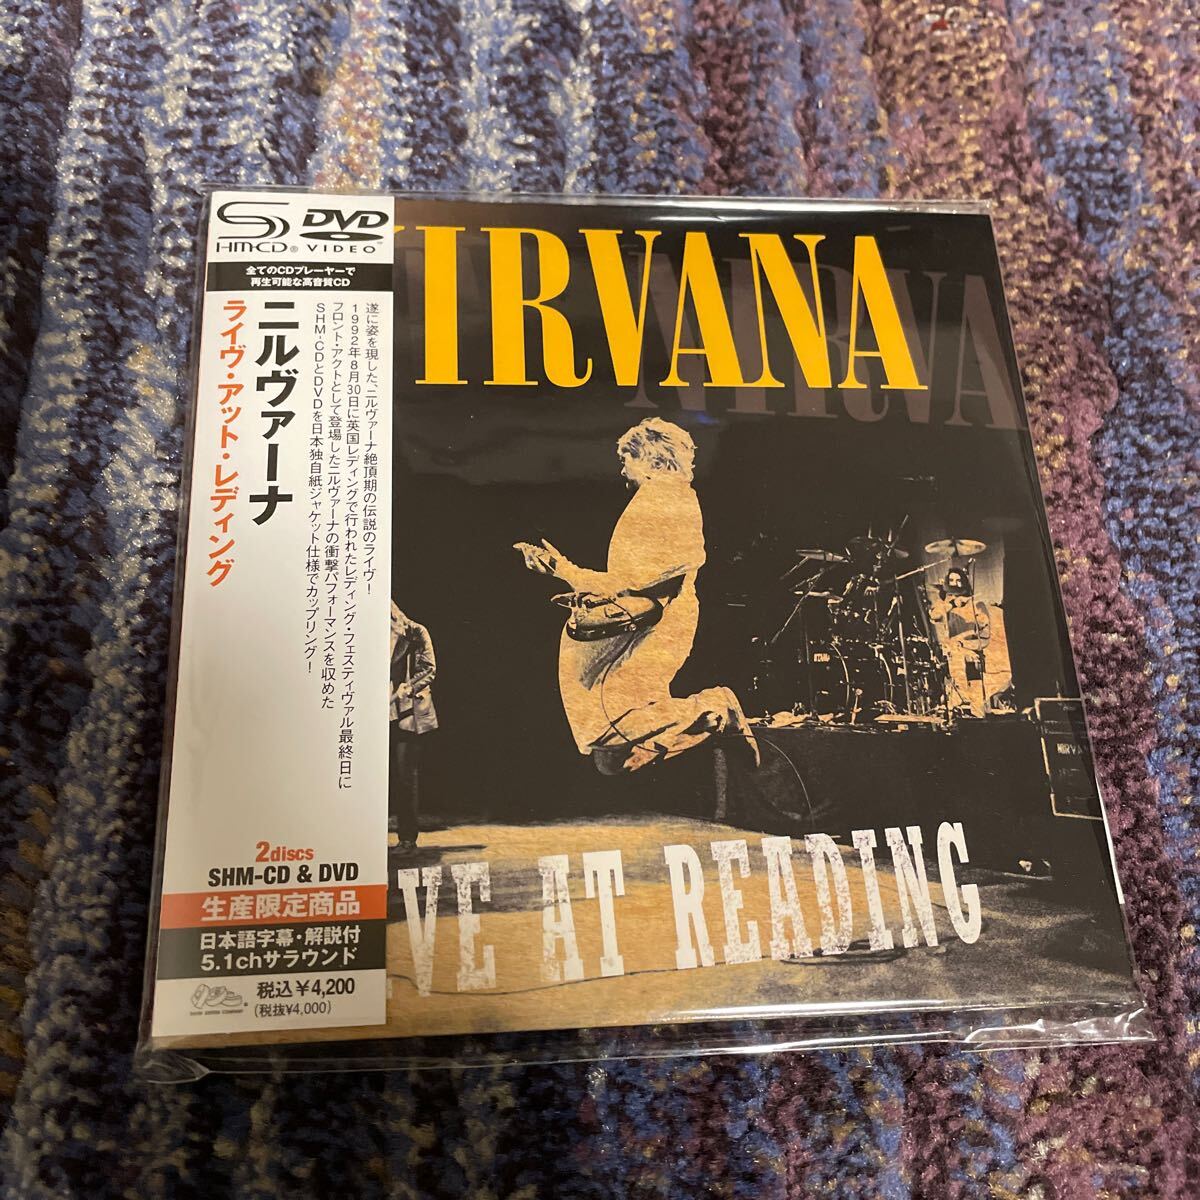 SHM-CD®
DVD
VIDEO™
全てのCDプレーヤーで
再生可能な高音質CD
ニルヴァーナ
ライヴ・アット・レディング
遂に姿を現した、ニルヴァーナ絶頂期の伝説のライヴ！
1992年8月30日に英国レディングで行われたレディング・フェスティヴァル最終日に
フロント・アクトとして登場したニルヴァーナの衝撃パフォーマンスを収めた
SHM-CDとDVDを日本独自紙ジャケット仕様でカップリング！
2discs
SHM-CD & DVD
生産限定商品
日本語字幕・解説付
5.1chサラウンド
税込￥4,200
(税抜¥4,000)
NIRVANA
NIRVA
TAMA
NIRVA
IVE AT READING